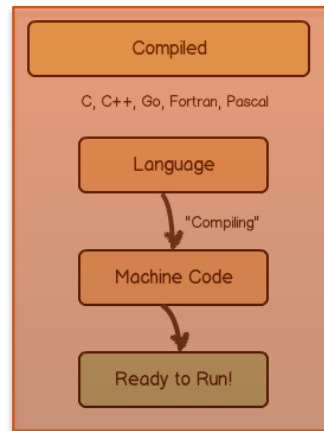 Compiled
C, C++, Go, Fortran, Pascal
Language
"Compiling"
Machine Code
Ready to Run!